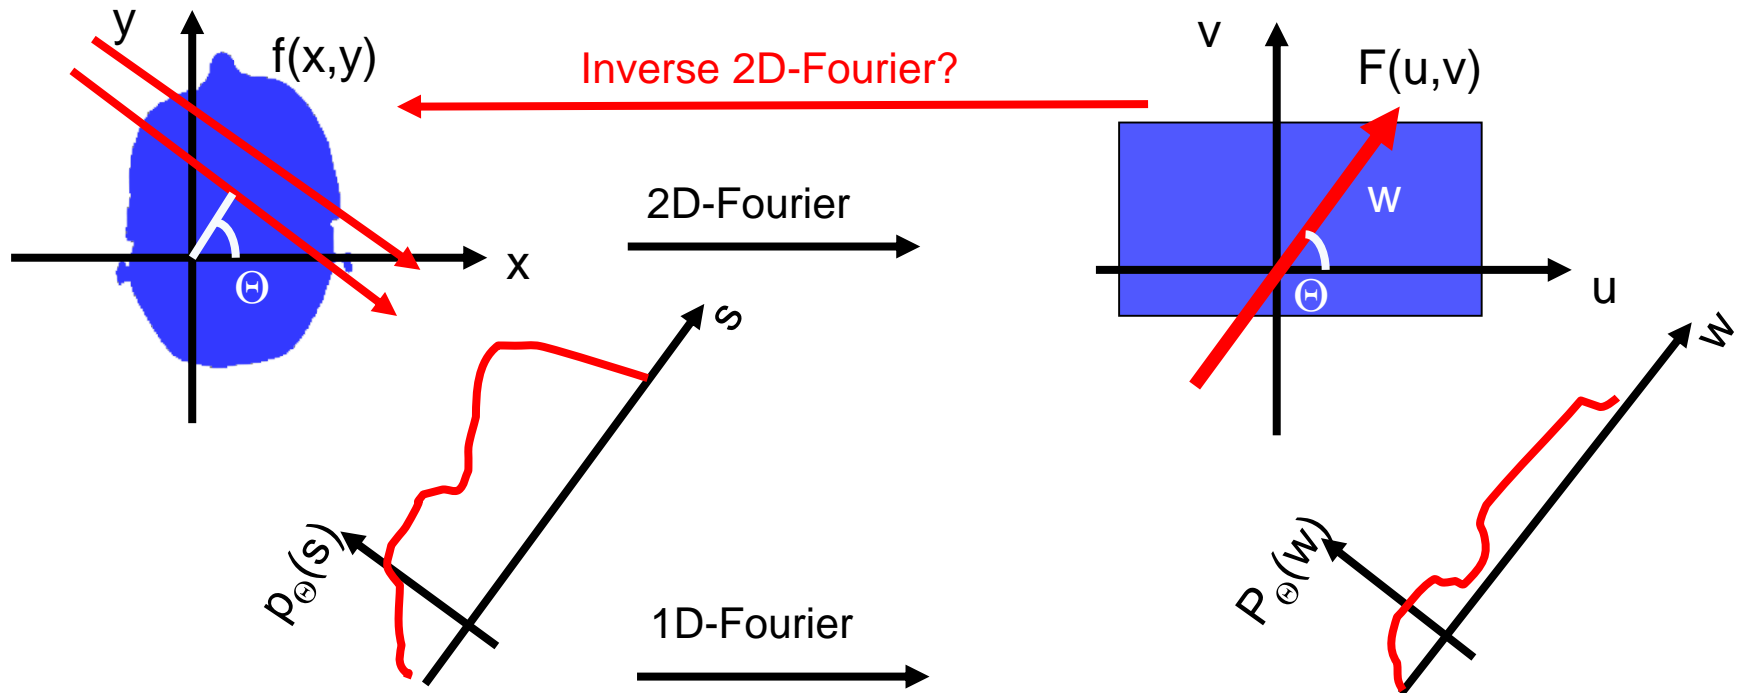 y
f(x,y)
Inverse 2D-Fourier?
v
F(u,v)
2D-Fourier
w
x
Θ
u
Θ
s
w
pΘ(s)
PΘ(w)
1D-Fourier